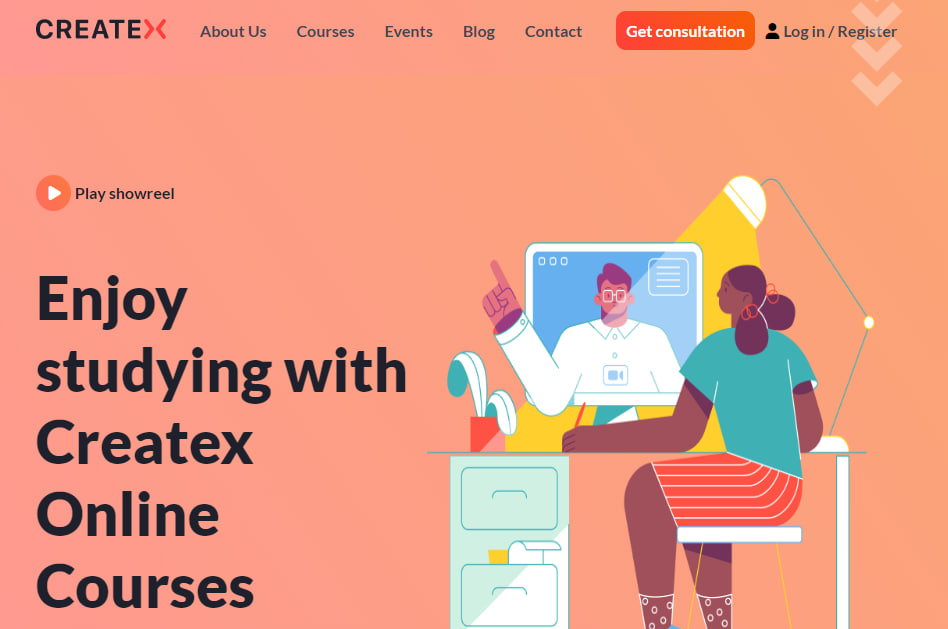 CREATEX About Us Courses Events Blog Contact Get consultation Log in / Register
Play showreel
Enjoy
studying with
Createx
Online
Courses